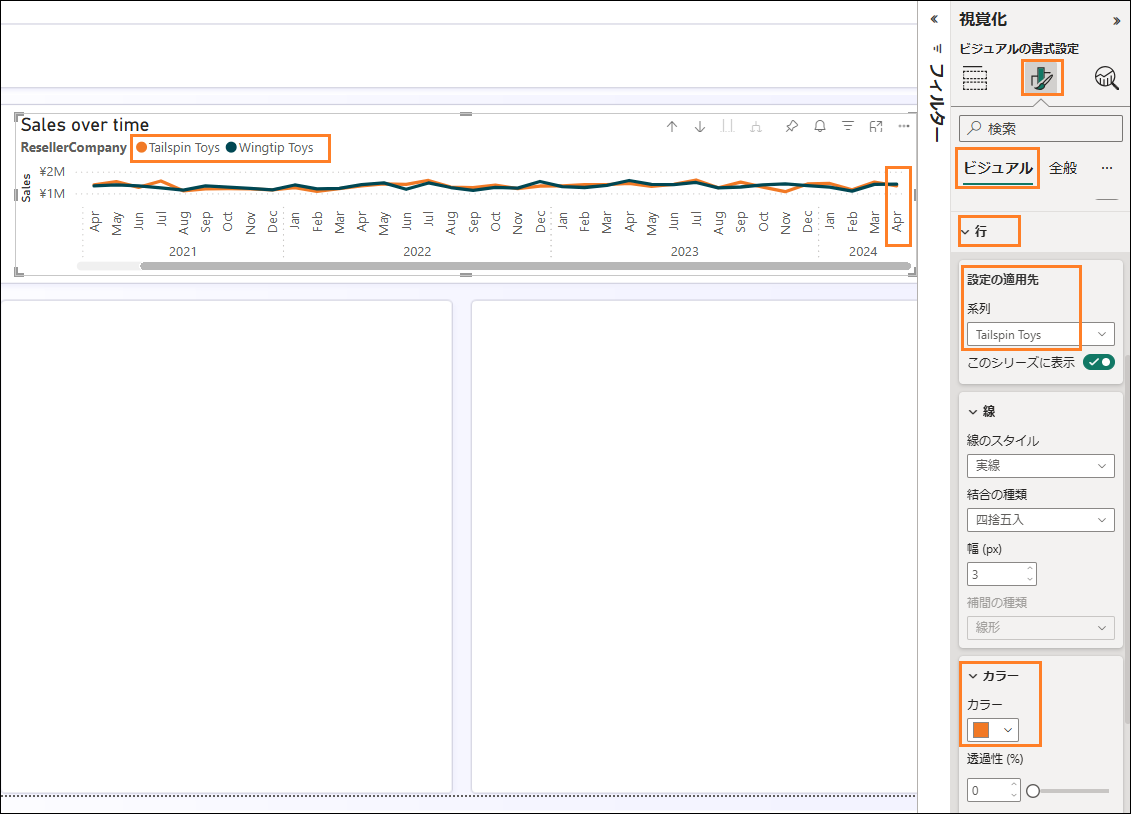 視覚化
ビジュアルの書式設定
フィルター
Sales over time
ResellerCompany Tailspin Toys Wingtip Toys
Sales
¥2M
¥1M
Apr May Jun Jul Aug Sep Oct Nov Dec Jan Feb Mar Apr May Jun Jul Aug Sep Oct Nov Dec Jan Feb Mar Apr May Jun Jul Aug Sep Oct Nov Dec Jan Feb Mar Apr
2021 2022 2023 2024
検索
ビジュアル 全般
行
設定の適用先
系列
Tailspin Toys
このシリーズに表示
線
線のスタイル
実線
結合の種類
四捨五入
幅 (px)
3
補間の種類
線形
カラー
カラー
透過性 (%)
0